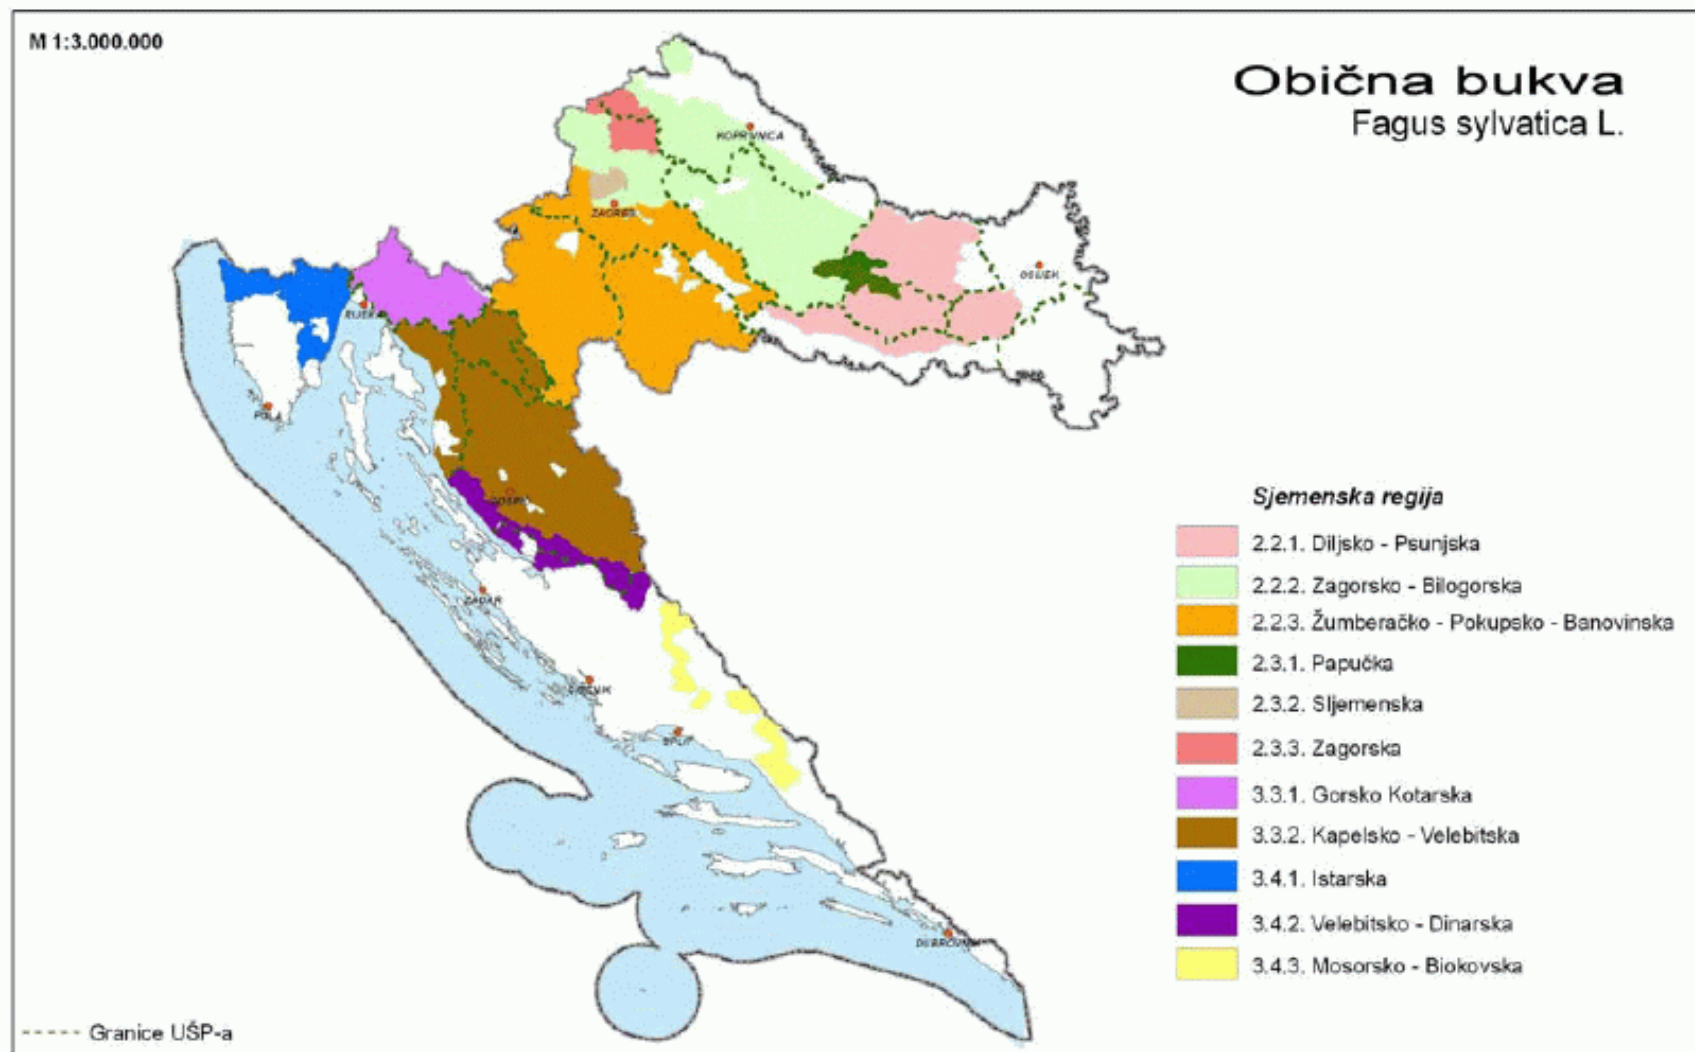 M 1:3.000.000
Obična bukva
Fagus sylvatica L.
KOPRIVNICA
ZAGREB
OSIJEK
RIJEKA
POLA
GOSPIĆ
ZADAR
ŠIBENIK
SPLIT
DUBROVNIK
Sjemenska regija
2.2.1. Diljsko - Psunjska
2.2.2. Zagorsko - Bilogorska
2.2.3. Žumberačko - Pokupsko - Banovinska
2.3.1. Papučka
2.3.2. Sljemenska
2.3.3. Zagorska
3.3.1. Gorsko Kotarska
3.3.2. Kapelsko - Velebitska
3.4.1. Istarska
3.4.2. Velebitsko - Dinarska
3.4.3. Mosorsko - Biokovska
Granice UŠP-a